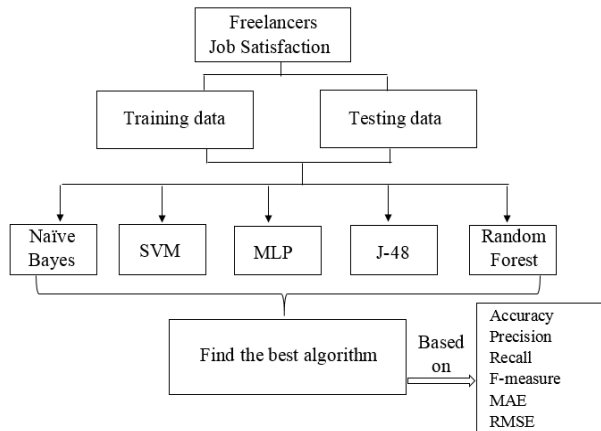 Freelancers
Job Satisfaction
Training data
Testing data
Naïve
Bayes
SVM
MLP
J-48
Random
Forest
Find the best algorithm
Based
on
Accuracy
Precision
Recall
F-measure
MAE
RMSE